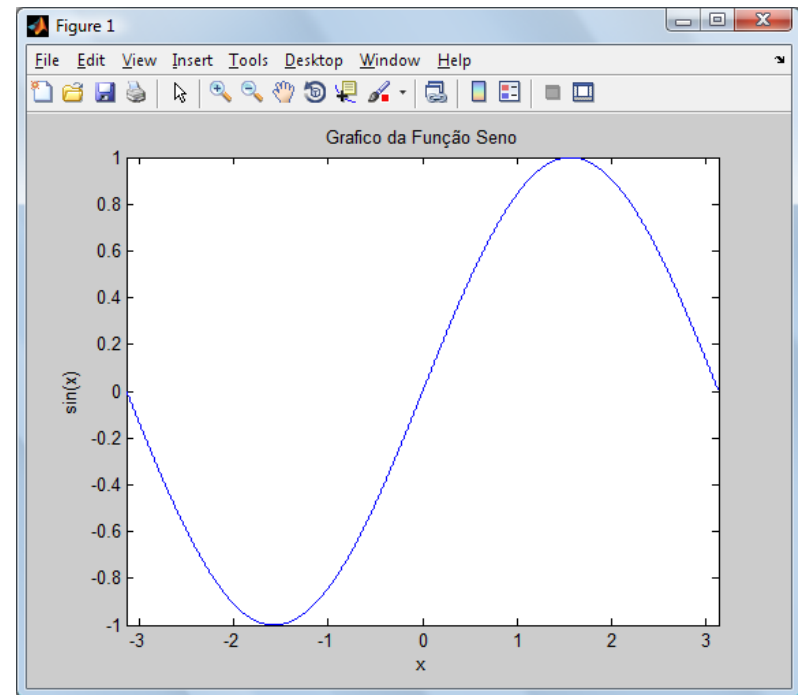 Figure 1
File Edit View Insert Tools Desktop Window Help
Grafico da Função Seno
1
0.8
0.6
0.4
0.2
0
-0.2
-0.4
-0.6
-0.8
-1
sin(x)
-3 -2 -1 0 1 2 3
x